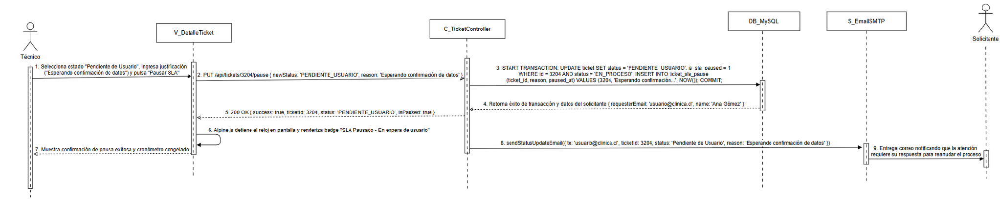 Técnico
V_DetalleTicket
C_TicketController
DB_MySQL
S_EmailSMTP
Solicitante
1. Selecciona estado "Pendiente de Usuario", ingresa justificación
("Esperando confirmación de datos") y pulsa "Pausar SLA"
2. PUT /api/tickets/3204/pause { newStatus: 'PENDIENTE_USUARIO', reason: 'Esperando confirmación de datos' }
3. START TRANSACTION; UPDATE ticket SET status = 'PENDIENTE_USUARIO', is_sla_paused = 1
WHERE id = 3204 AND status = 'EN_PROCESO'; INSERT INTO ticket_sla_pause
(ticket_id, reason, paused_at) VALUES (3204, 'Esperando confirmación...', NOW()); COMMIT;
4. Retorna éxito de transacción y datos del solicitante { requesterEmail: 'usuario@clinica.cl', name: 'Ana Gómez' }
5. 200 OK { success: true, ticketId: 3204, status: 'PENDIENTE_USUARIO', isPaused: true }
6. Alpine.js detiene el reloj en pantalla y renderiza badge "SLA Pausado - En espera de usuario"
7. Muestra confirmación de pausa exitosa y cronómetro congelado
8. sendStatusUpdateEmail({ to: 'usuario@clinica.cl', ticketId: 3204, status: 'Pendiente de Usuario', reason: 'Esperando confirmación de datos' })
9. Entrega correo notificando que la atención
requiere su respuesta para reanudar el proceso